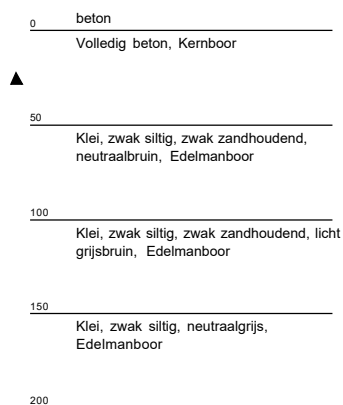 0 beton
Volledig beton, Kernboor
50
Klei, zwak siltig, zwak zandhoudend,
neutraalbruin, Edelmanboor
100
Klei, zwak siltig, zwak zandhoudend, licht
grijsbruin, Edelmanboor
150
Klei, zwak siltig, neutraalgrijs,
Edelmanboor
200